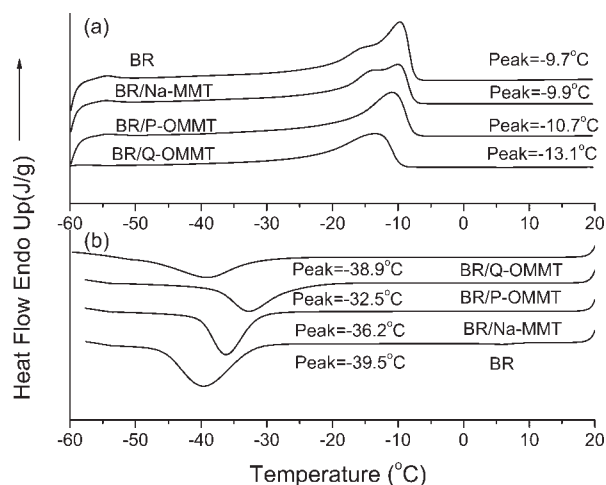 (a)
BR
Peak=-9.7°C
BR/Na-MMT
Peak=-9.9°C
BR/P-OMMT
Peak=-10.7°C
BR/Q-OMMT
Peak=-13.1°C
-60 -50 -40 -30 -20 -10 0 10 20
(b)
Peak=-38.9°C BR/Q-OMMT
Peak=-32.5°C BR/P-OMMT
Peak=-36.2°C BR/Na-MMT
Peak=-39.5°C BR
-60 -50 -40 -30 -20 -10 0 10 20
Temperature (°C)
Heat Flow Endo Up(J/g)